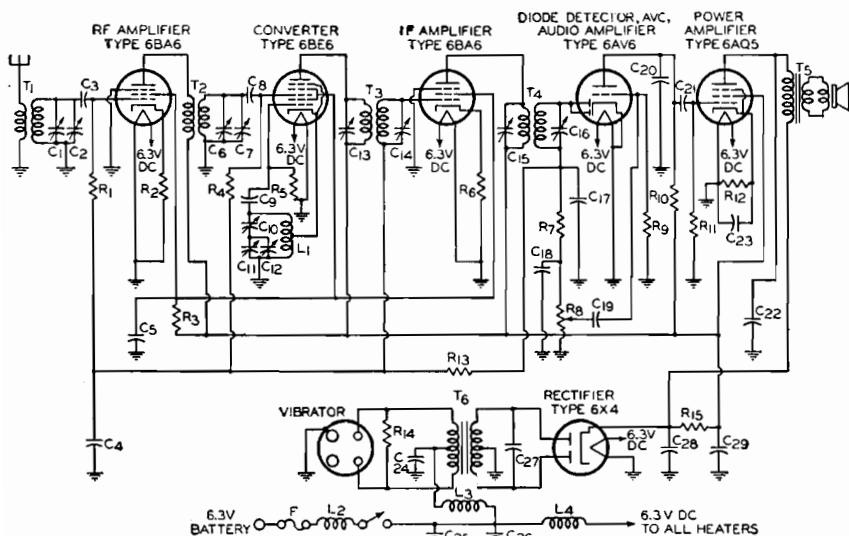 RF AMPLIFIER
TYPE 6BA6
CONVERTER
TYPE 6BE6
IF AMPLIFIER
TYPE 6BA6
DIODE DETECTOR, AVC,
AUDIO AMPLIFIER
TYPE 6AV6
POWER
AMPLIFIER
TYPE 6AQ5
T1
C3
T2
C8
T3
T4
C20
C21
T5
C1
C2
6.3V
DC
C6
C7
6.3V
DC
C13
C14
6.3V
DC
C15
C16
6.3V
DC
6.3V
DC
R1
R2
R4
R5
C9
R6
C17
R10
R12
C10
L1
R7
R9
R11
C23
C11
C12
C18
C5
R3
R8
C19
C22
R13
VIBRATOR
T6
RECTIFIER
TYPE 6X4
R14
R15
C4
C24
C27
6.3V
DC
C28
C29
L3
6.3V
BATTERY
F
L2
L4
6.3V DC
TO ALL HEATERS